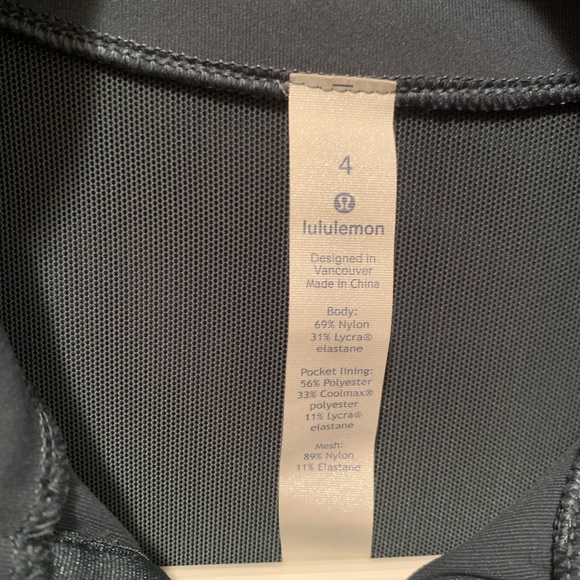 4
lululemon
Designed in
Vancouver
Made in China
Body:
69% Nylon
31% Lycra®
elastane
Pocket lining:
56% Polyester
33% Coolmax®
polyester
11% Lycra®
elastane
Mesh:
89% Nylon
11% Elastane